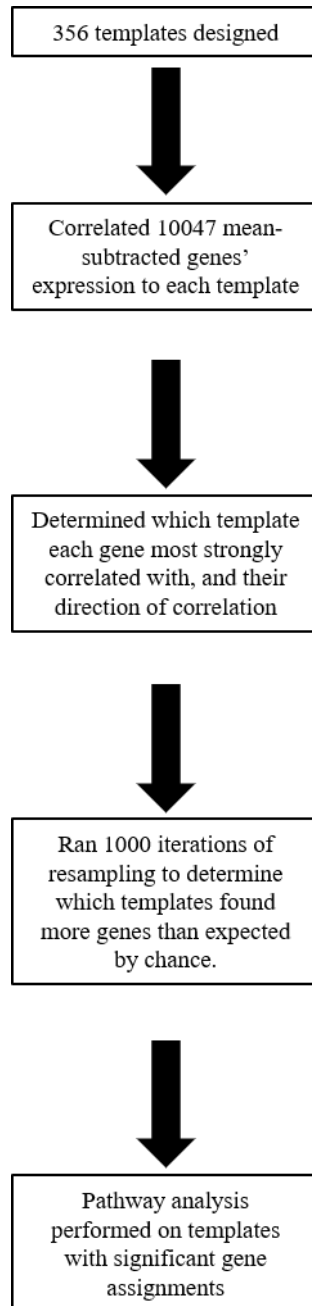 356 templates designed
Correlated 10047 mean-
subtracted genes’
expression to each template
Determined which template
each gene most strongly
correlated with, and their
direction of correlation
Ran 1000 iterations of
resampling to determine
which templates found
more genes than expected
by chance.
Pathway analysis
performed on templates
with significant gene
assignments